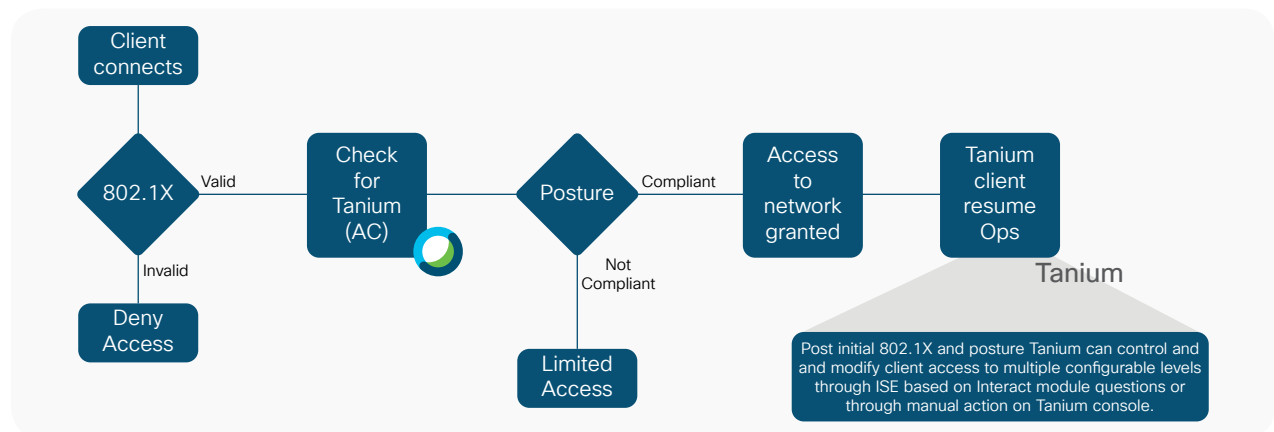 Client
connects
802.1X
Valid
Invalid
Deny
Access
Check
for
Tanium
(AC)
Posture
Compliant
Not
Compliant
Limited
Access
Access
to
network
granted
Tanium
client
resume
Ops
Tanium
Post initial 802.1X and posture Tanium can control and
and modify client access to multiple configurable levels
through ISE based on Interact module questions or
through manual action on Tanium console.